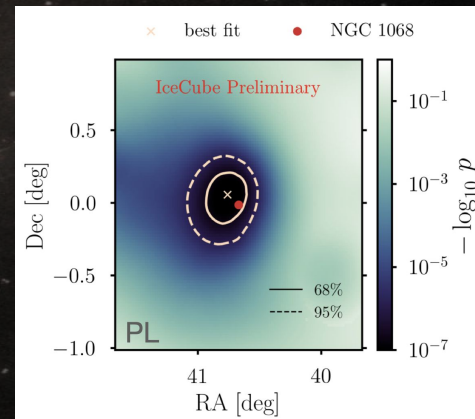 × best fit ● NGC 1068
IceCube Preliminary
0.5
0.0
−0.5
−1.0
Dec [deg]
68%
95%
PL
41 40
RA [deg]
10⁻¹
10⁻³
10⁻⁵
10⁻⁷
− log₁₀ p